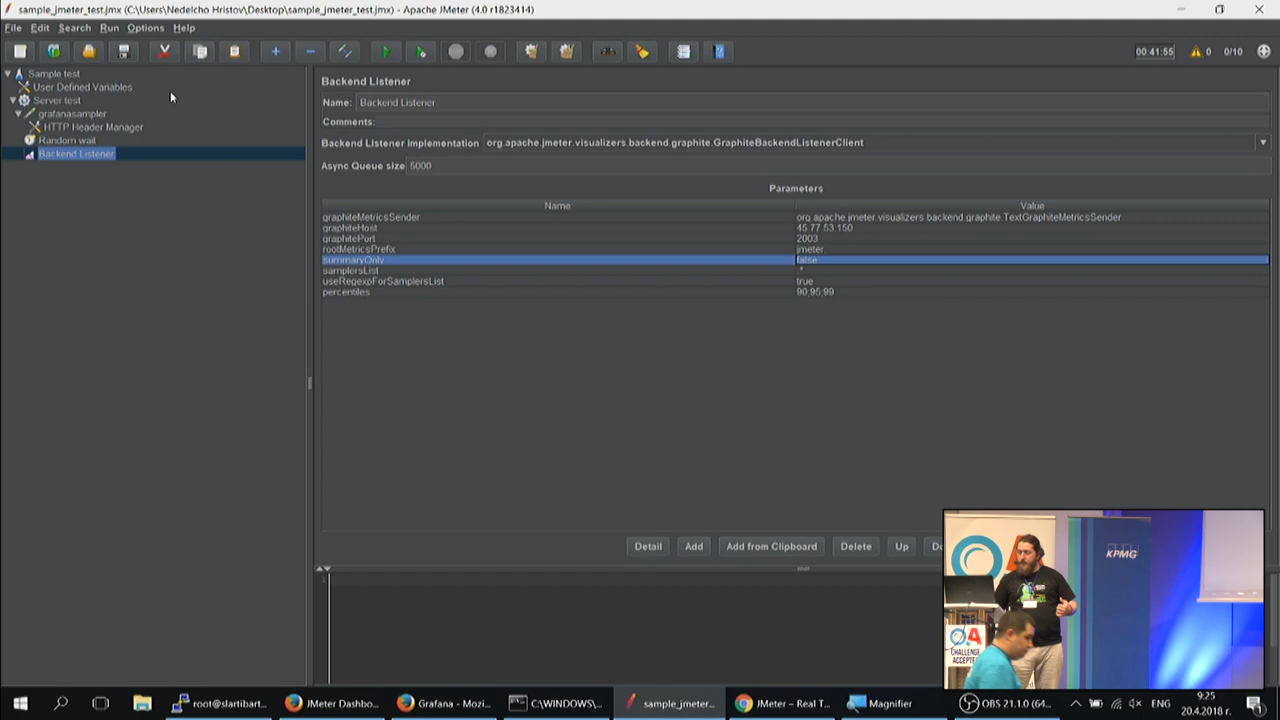 sample_jmeter_test.jmx (C:\Users\Nedelcho Hristov\Desktop\sample_jmeter_test.jmx) - Apache JMeter (4.0 r1823414)
File Edit Search Run Options Help
00:41:55 0 0/10
Sample test
User Defined Variables
Server test
grafanasampler
HTTP Header Manager
Random wait
Backend Listener
Backend Listener
Name: Backend Listener
Comments:
Backend Listener Implementation org.apache.jmeter.visualizers.backend.graphite.GraphiteBackendListenerClient
Async Queue size 5000
Parameters
Name: Value
graphiteMetricsSender org.apache.jmeter.visualizers.backend.graphite.TextGraphiteMetricsSender
graphiteHost 45.77.53.150
graphitePort 2003
rootMetricsPrefix jmeter.
summaryOnly false
samplersList .*
useRegexpForSamplersList true
percentiles 90;95;99
Detail Add Add from Clipboard Delete Up
1
KPMG
QA
CHALLENGE
ACCEPTED
root@slartibart... JMeter Dashbo... Grafana - Mozi... C:\WINDOWS\... sample_jmeter... JMeter – Real T... Magnifier OBS 21.1.0 (64... ENG
9:25
20.4.2018 г.
1